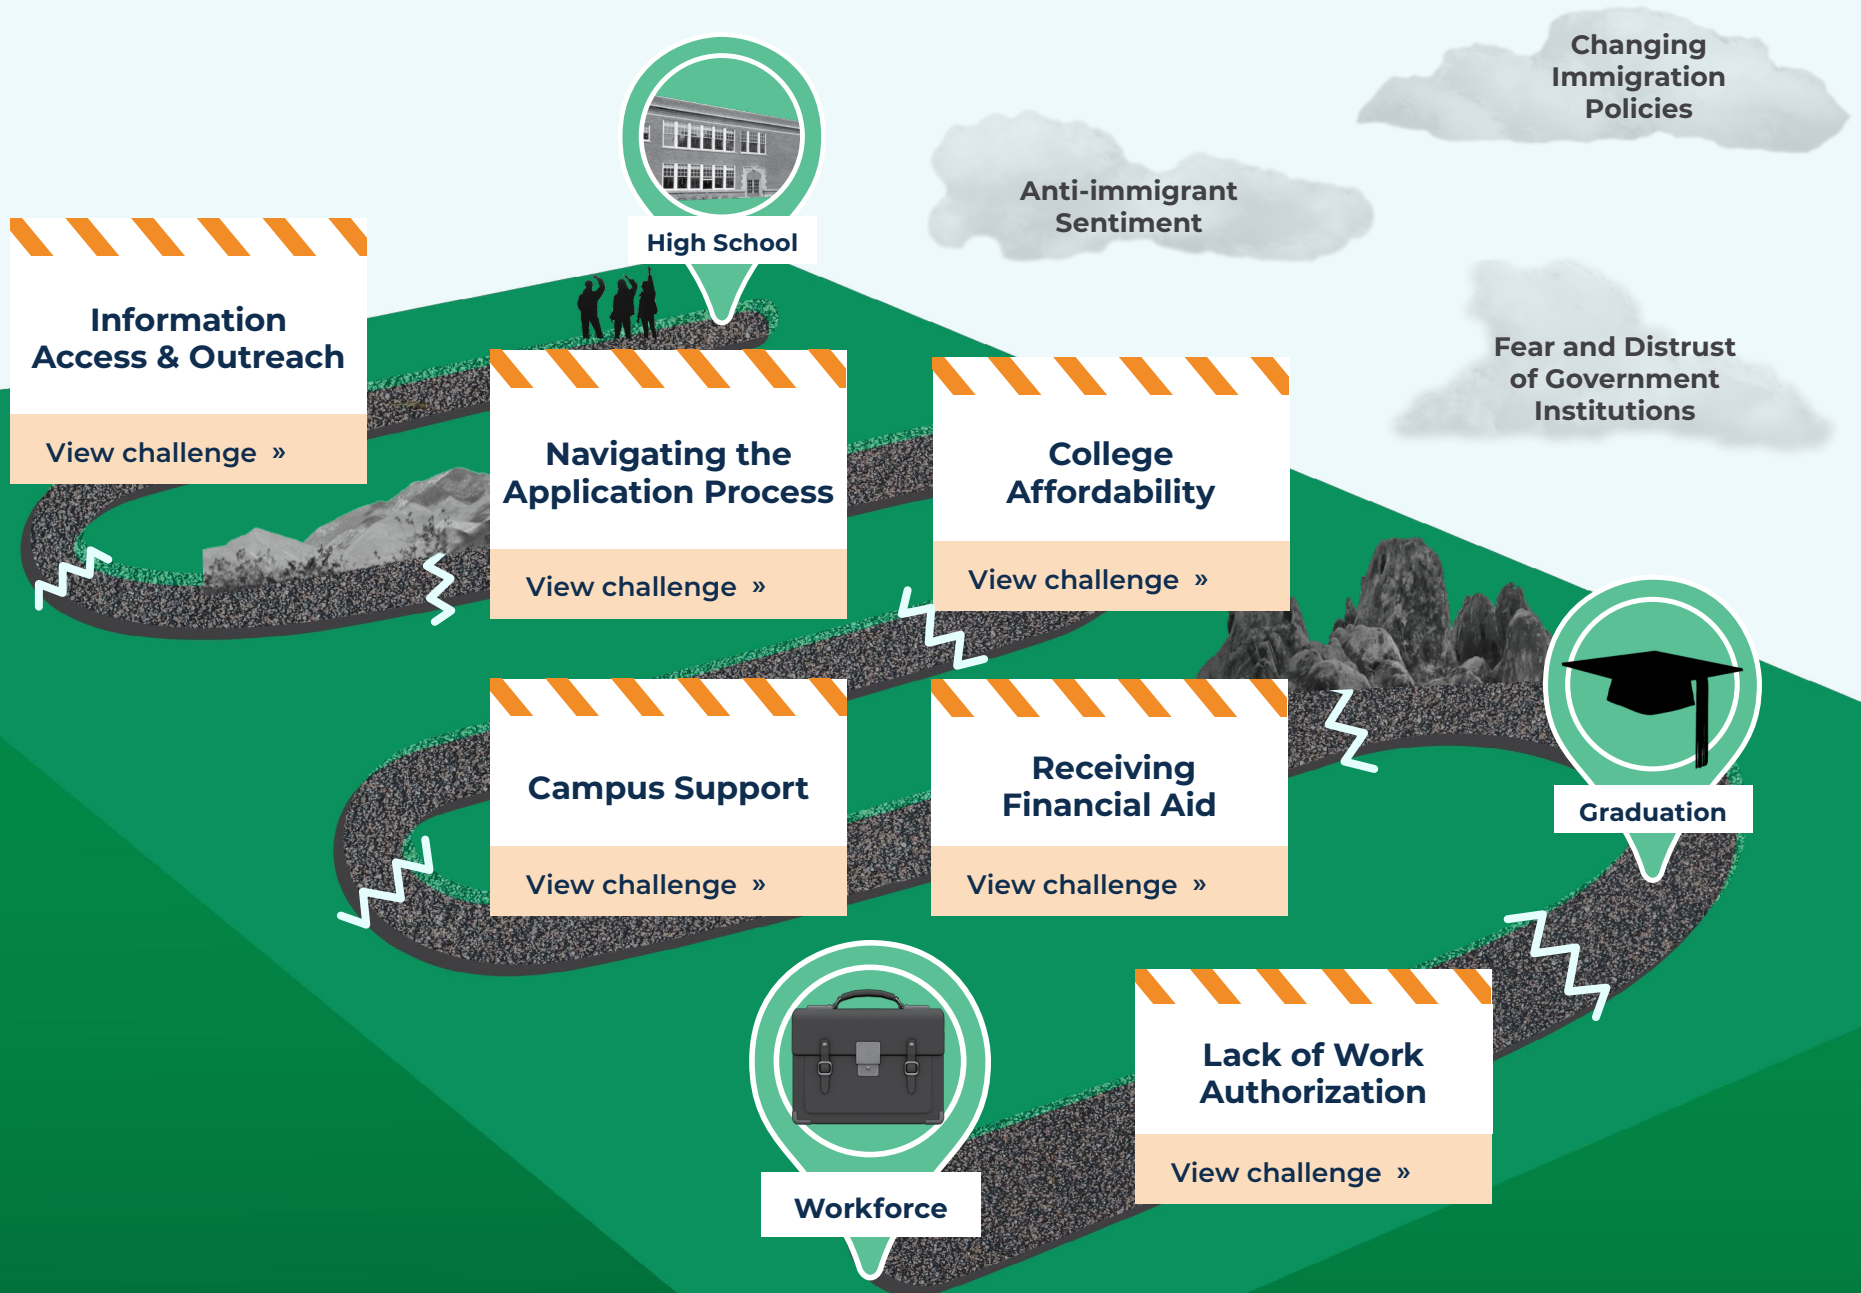 Changing
Immigration
Policies
Anti-immigrant
Sentiment
High School
Information
Access & Outreach
View challenge »
Fear and Distrust
of Government
Institutions
Navigating the
Application Process
View challenge »
College
Affordability
View challenge »
Campus Support
View challenge »
Receiving
Financial Aid
View challenge »
Graduation
Lack of Work
Authorization
View challenge »
Workforce